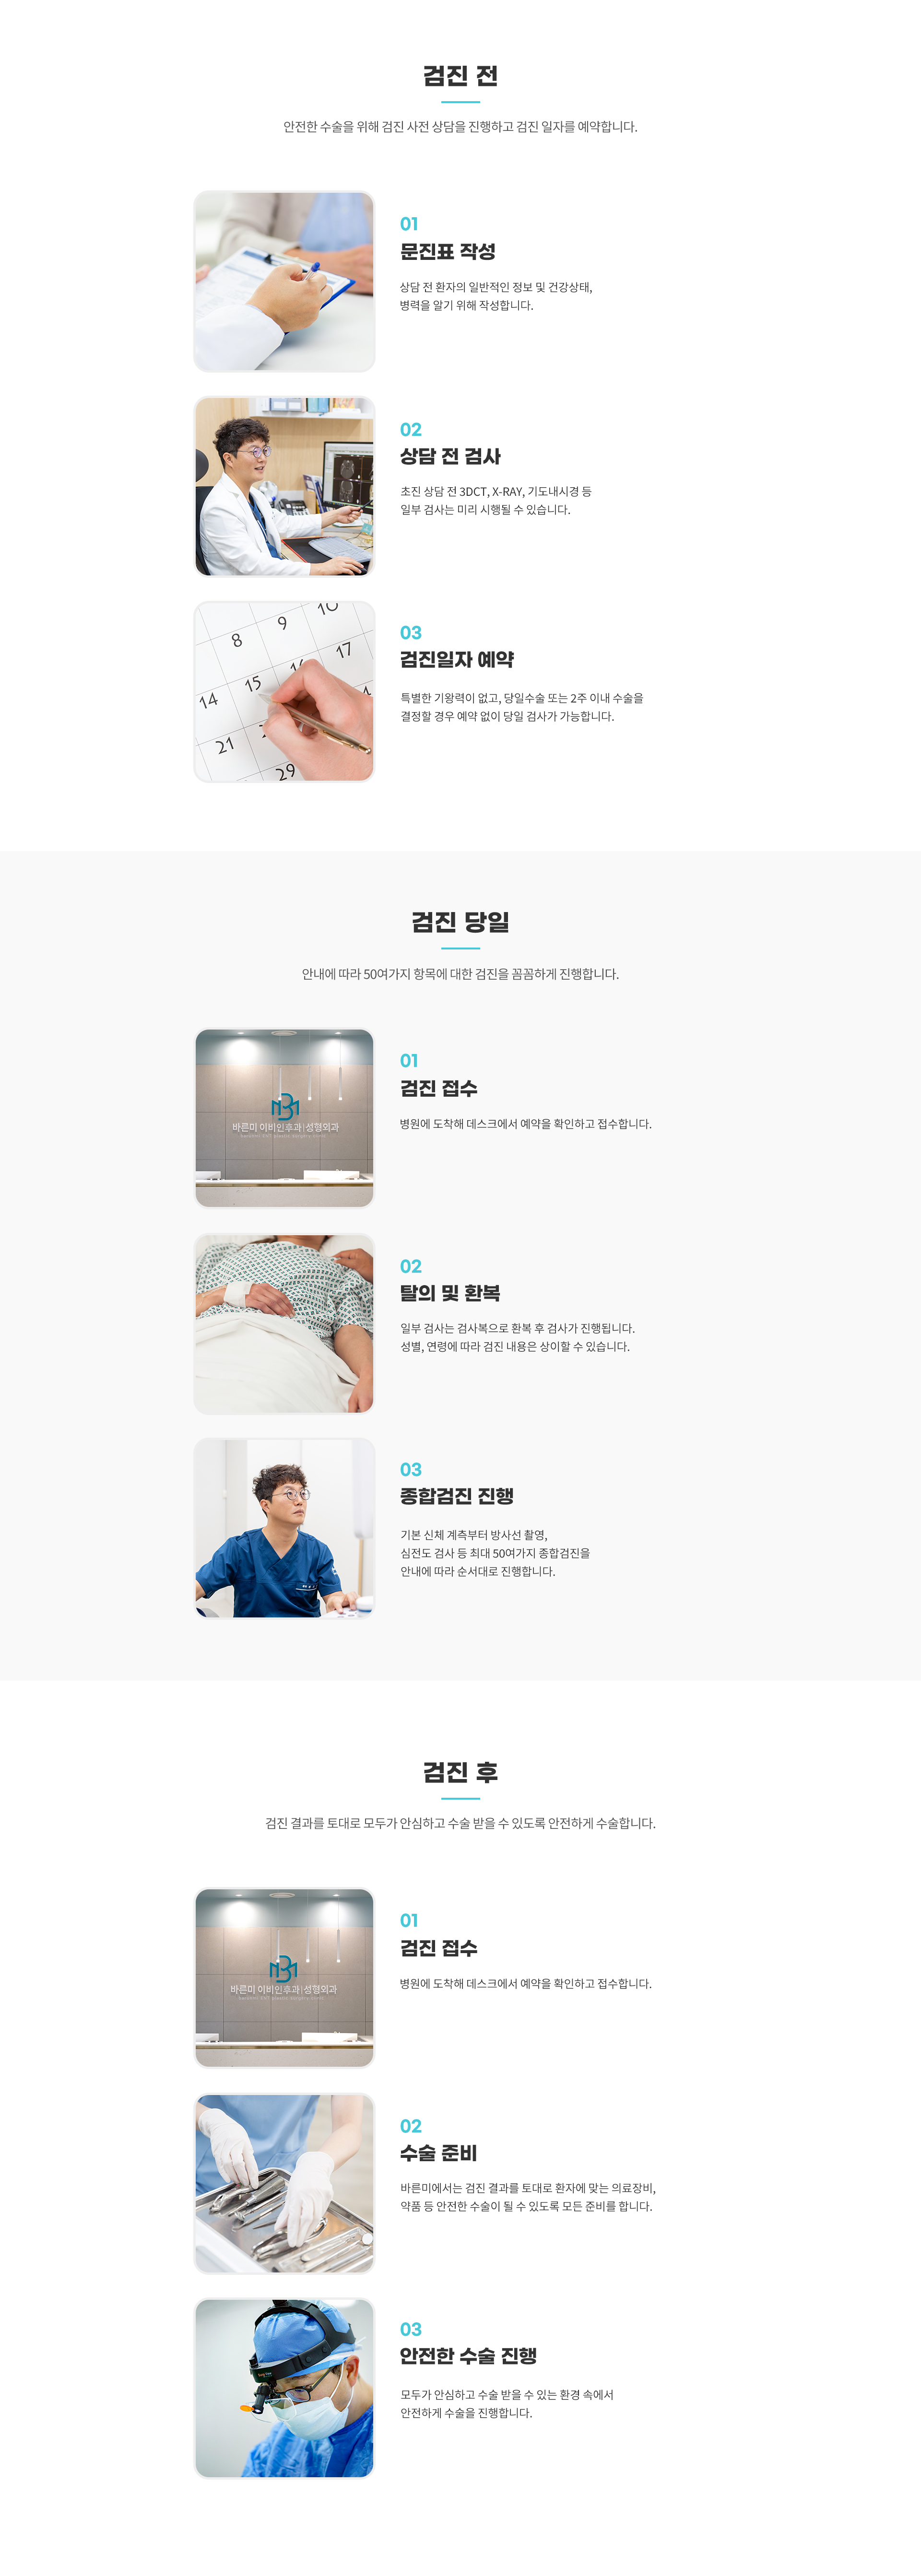 검진 전
안전한 수술을 위해 검진 사전 상담을 진행하고 검진 일자를 예약합니다.
01
문진표 작성
상담 전 환자의 일반적인 정보 및 건강상태,
병력을 알기 위해 작성합니다.
02
상담 전 검사
초진 상담 전 3DCT, X-RAY, 기도내시경 등
일부 검사는 미리 시행될 수 있습니다.
8 9 10
14 15 17
21
29
03
검진일자 예약
특별한 기왕력이 없고, 당일수술 또는 2주 이내 수술을
결정할 경우 예약 없이 당일 검사가 가능합니다.
검진 당일
안내에 따라 50여가지 항목에 대한 검진을 꼼꼼하게 진행합니다.
바른미 이비인후과|성형외과
01
검진 접수
병원에 도착해 데스크에서 예약을 확인하고 접수합니다.
02
탈의 및 환복
일부 검사는 검사복으로 환복 후 검사가 진행됩니다.
성별, 연령에 따라 검진 내용은 상이할 수 있습니다.
03
종합검진 진행
기본 신체 계측부터 방사선 촬영,
심전도 검사 등 최대 50여가지 종합검진을
안내에 따라 순서대로 진행합니다.
검진 후
검진 결과를 토대로 모두가 안심하고 수술 받을 수 있도록 안전하게 수술합니다.
바른미 이비인후과|성형외과
01
검진 접수
병원에 도착해 데스크에서 예약을 확인하고 접수합니다.
02
수술 준비
바른미에서는 검진 결과를 토대로 환자에 맞는 의료장비,
약품 등 안전한 수술이 될 수 있도록 모든 준비를 합니다.
03
안전한 수술 진행
모두가 안심하고 수술 받을 수 있는 환경 속에서
안전하게 수술을 진행합니다.